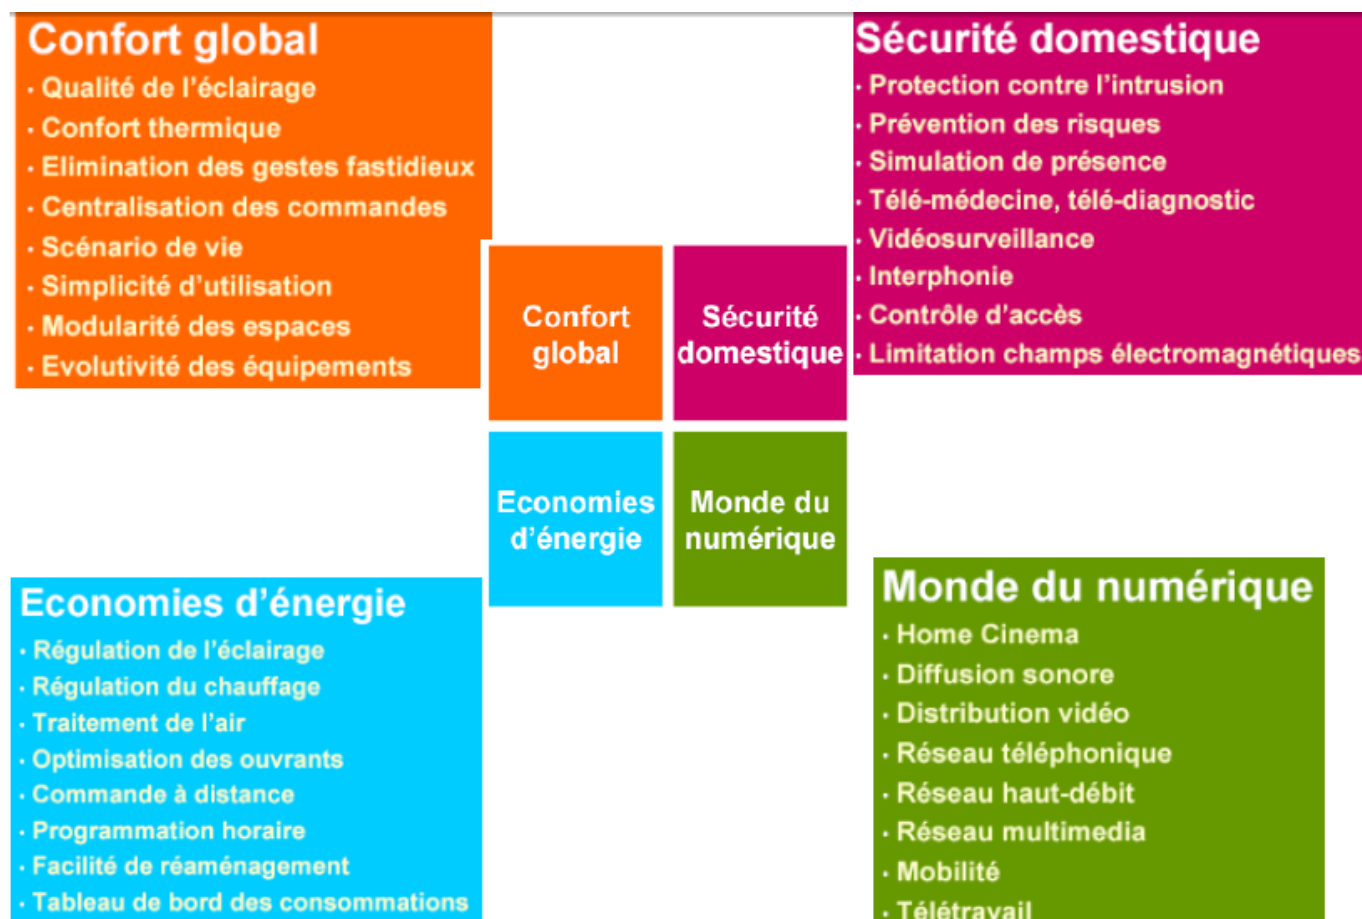 Confort global
· Qualité de l'éclairage
· Confort thermique
· Elimination des gestes fastidieux
· Centralisation des commandes
· Scénario de vie
· Simplicité d'utilisation
· Modularité des espaces
· Evolutivité des équipements
Sécurité domestique
· Protection contre l'intrusion
· Prévention des risques
· Simulation de présence
· Télé-médecine, télé-diagnostic
· Vidéosurveillance
· Interphonie
· Contrôle d'accès
· Limitation champs électromagnétiques
Confort
global
Sécurité
domestique
Economies
d'énergie
Monde du
numérique
Economies d'énergie
· Régulation de l'éclairage
· Régulation du chauffage
· Traitement de l'air
· Optimisation des ouvrants
· Commande à distance
· Programmation horaire
· Facilité de réaménagement
· Tableau de bord des consommations
Monde du numérique
· Home Cinema
· Diffusion sonore
· Distribution vidéo
· Réseau téléphonique
· Réseau haut-débit
· Réseau multimedia
· Mobilité
· Télétravail